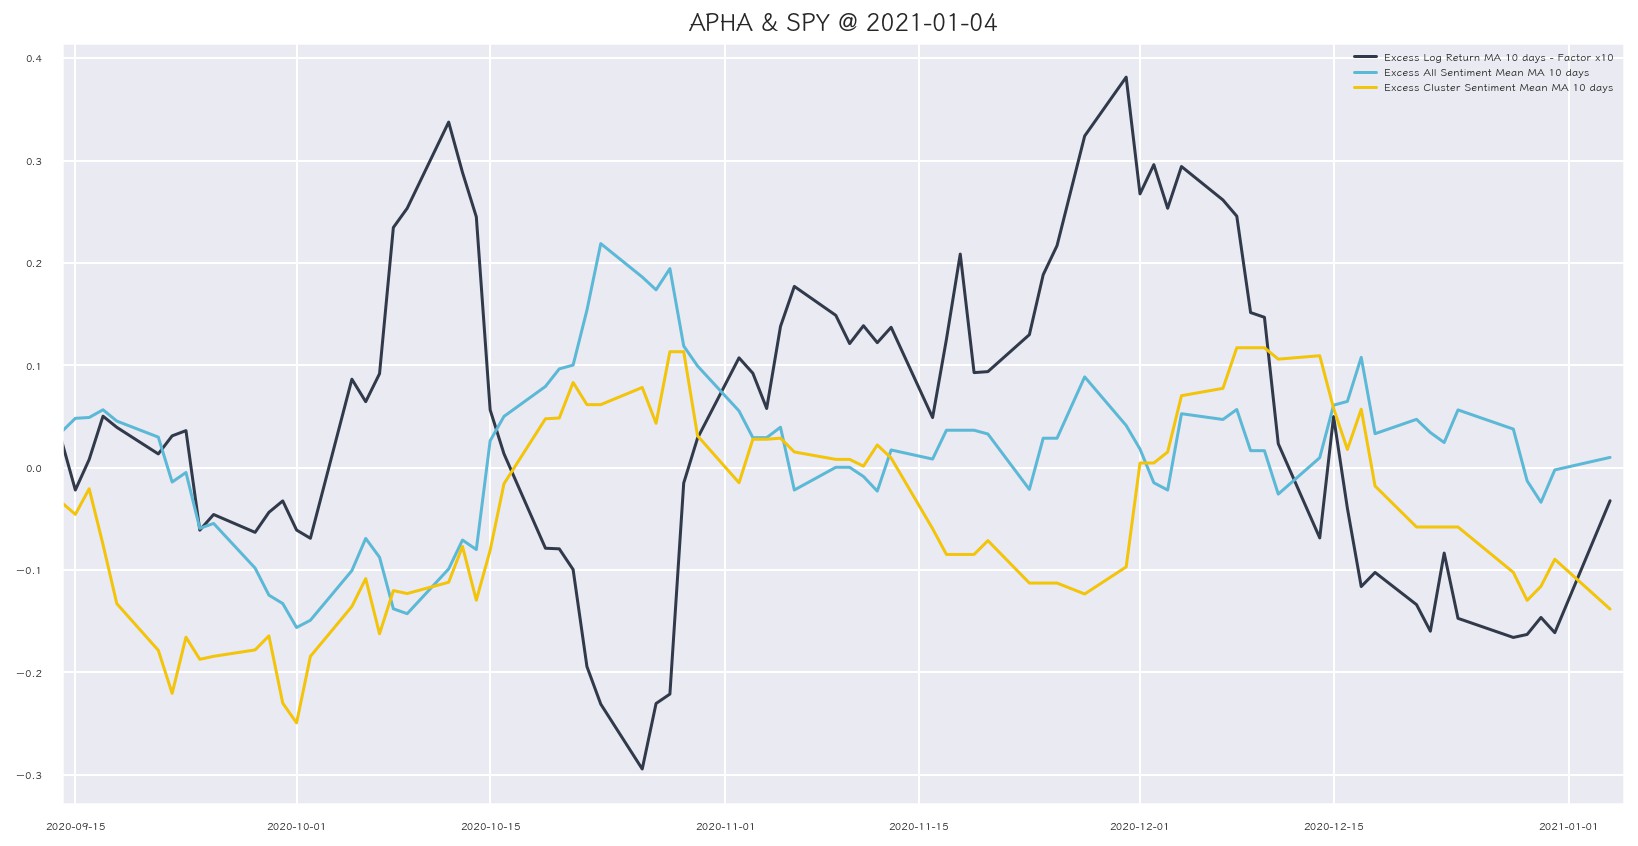 APHA & SPY @ 2021-01-04
Excess Log Return MA 10 days - Factor x10
Excess All Sentiment Mean MA 10 days
Excess Cluster Sentiment Mean MA 10 days
0.4
0.3
0.2
0.1
0.0
−0.1
−0.2
−0.3
2020-09-15 2020-10-01 2020-10-15 2020-11-01 2020-11-15 2020-12-01 2020-12-15 2021-01-01